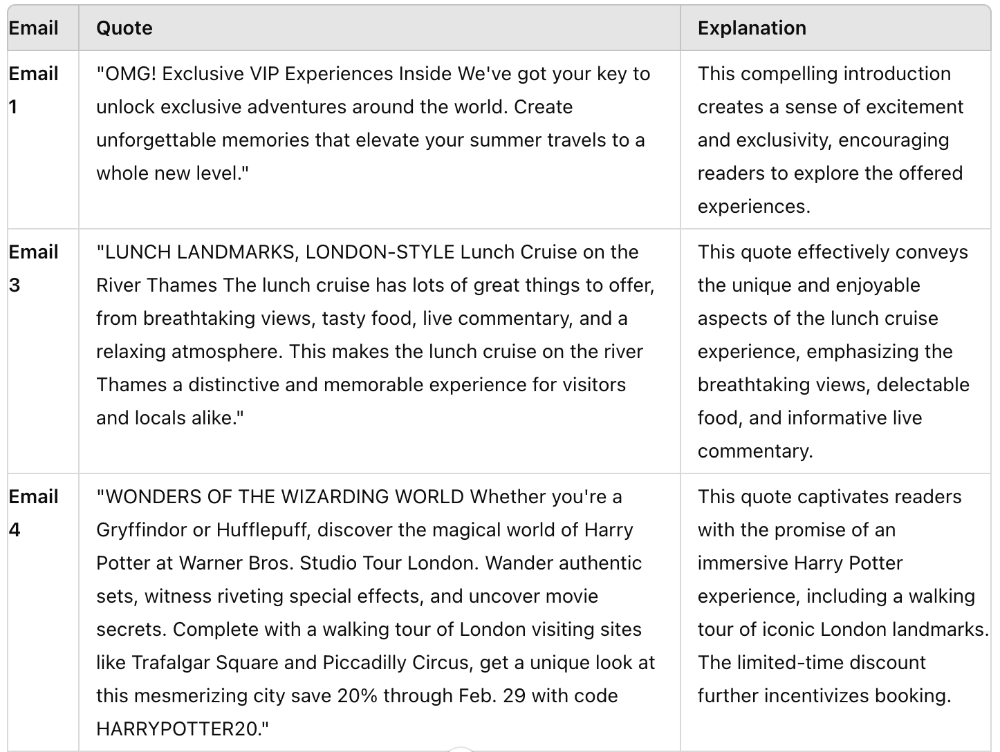 Email Quote Explanation
Email
1
"OMG! Exclusive VIP Experiences Inside We've got your key to
unlock exclusive adventures around the world. Create
unforgettable memories that elevate your summer travels to a
whole new level."
This compelling introduction
creates a sense of excitement
and exclusivity, encouraging
readers to explore the offered
experiences.
Email
3
"LUNCH LANDMARKS, LONDON-STYLE Lunch Cruise on the
River Thames The lunch cruise has lots of great things to offer,
from breathtaking views, tasty food, live commentary, and a
relaxing atmosphere. This makes the lunch cruise on the river
Thames a distinctive and memorable experience for visitors
and locals alike."
This quote effectively conveys
the unique and enjoyable
aspects of the lunch cruise
experience, emphasizing the
breathtaking views, delectable
food, and informative live
commentary.
Email
4
"WONDERS OF THE WIZARDING WORLD Whether you're a
Gryffindor or Hufflepuff, discover the magical world of Harry
Potter at Warner Bros. Studio Tour London. Wander authentic
sets, witness riveting special effects, and uncover movie
secrets. Complete with a walking tour of London visiting sites
like Trafalgar Square and Piccadilly Circus, get a unique look at
this mesmerizing city save 20% through Feb. 29 with code
HARRYPOTTER20."
This quote captivates readers
with the promise of an
immersive Harry Potter
experience, including a walking
tour of iconic London landmarks.
The limited-time discount
further incentivizes booking.